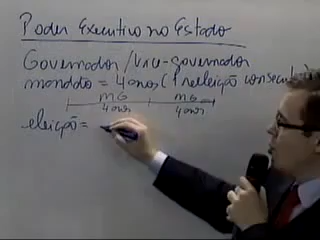 Poder Executivo no Estado
Governador/Vice-governador
mandato = 4 anos (1 reeleição consecut
MG MG
4 anos 4 anos
eleição =